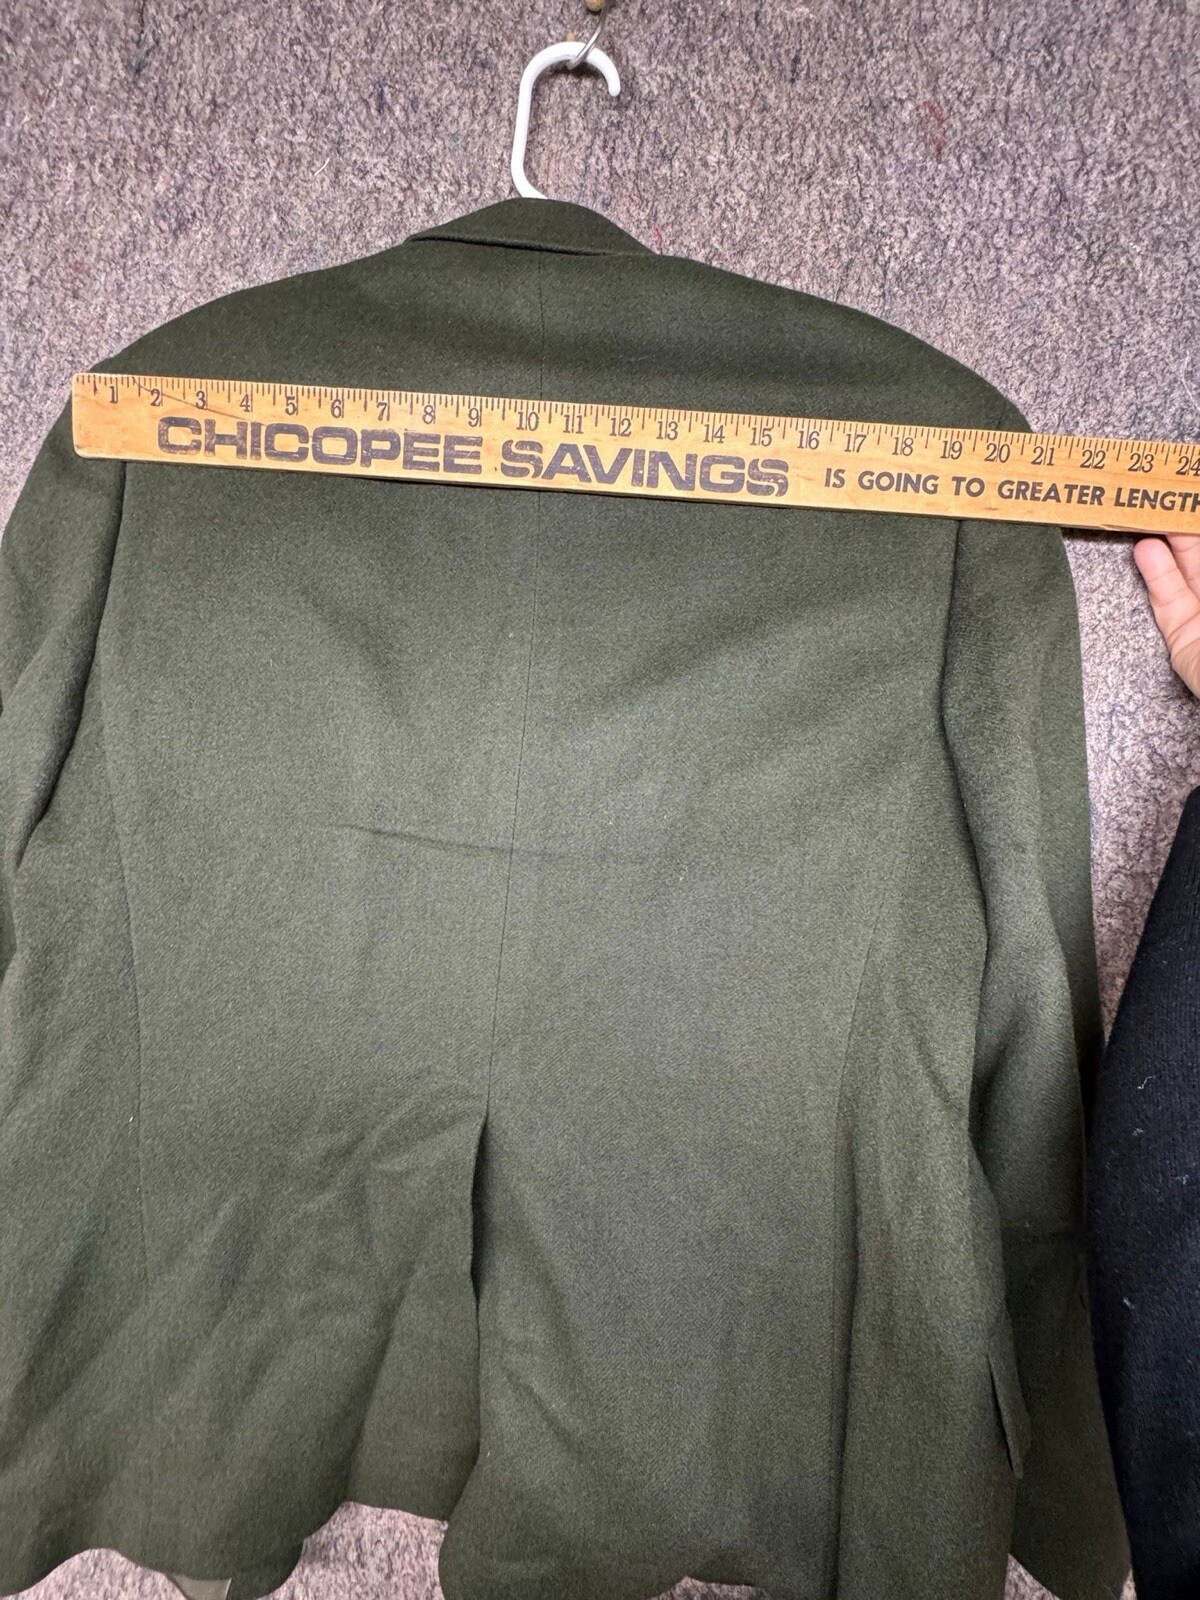 1 2 3 4 5 6 7 8 9 10 11 12 13 14 15 16 17 18 19 20 21 22 23 24
CHICOPEE SAVINGS IS GOING TO GREATER LENGTH